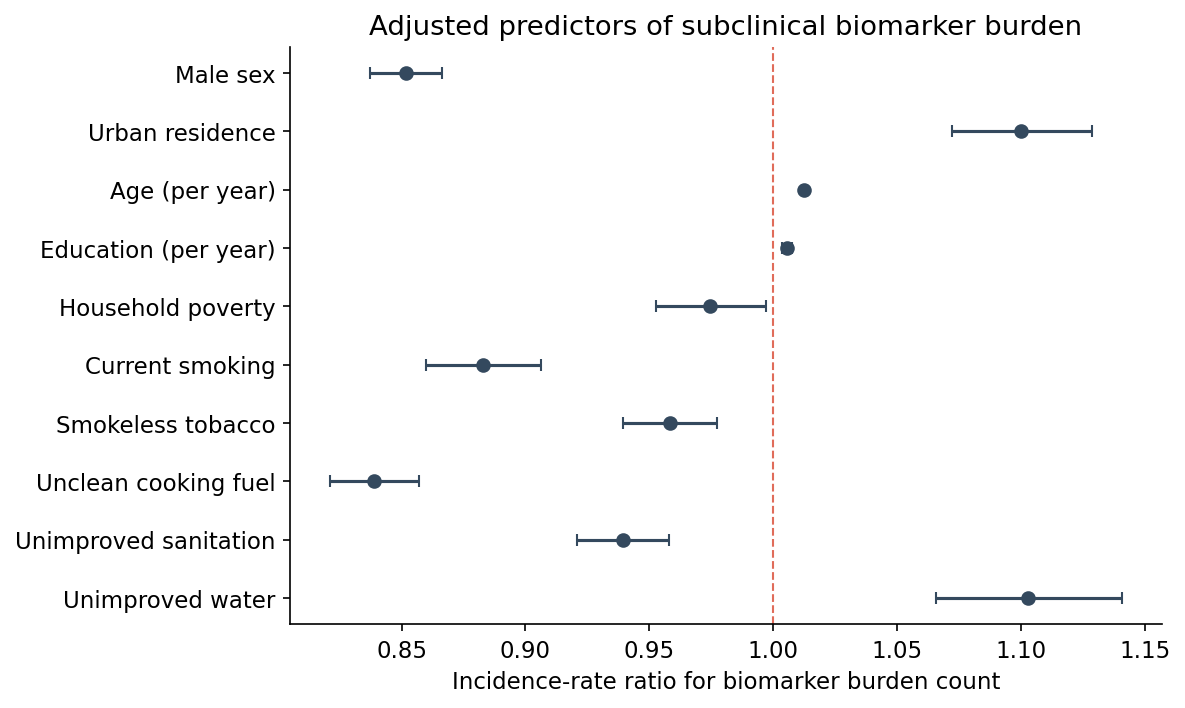 Adjusted predictors of subclinical biomarker burden
Male sex
Urban residence
Age (per year)
Education (per year)
Household poverty
Current smoking
Smokeless tobacco
Unclean cooking fuel
Unimproved sanitation
Unimproved water
0.85 0.90 0.95 1.00 1.05 1.10 1.15
Incidence-rate ratio for biomarker burden count